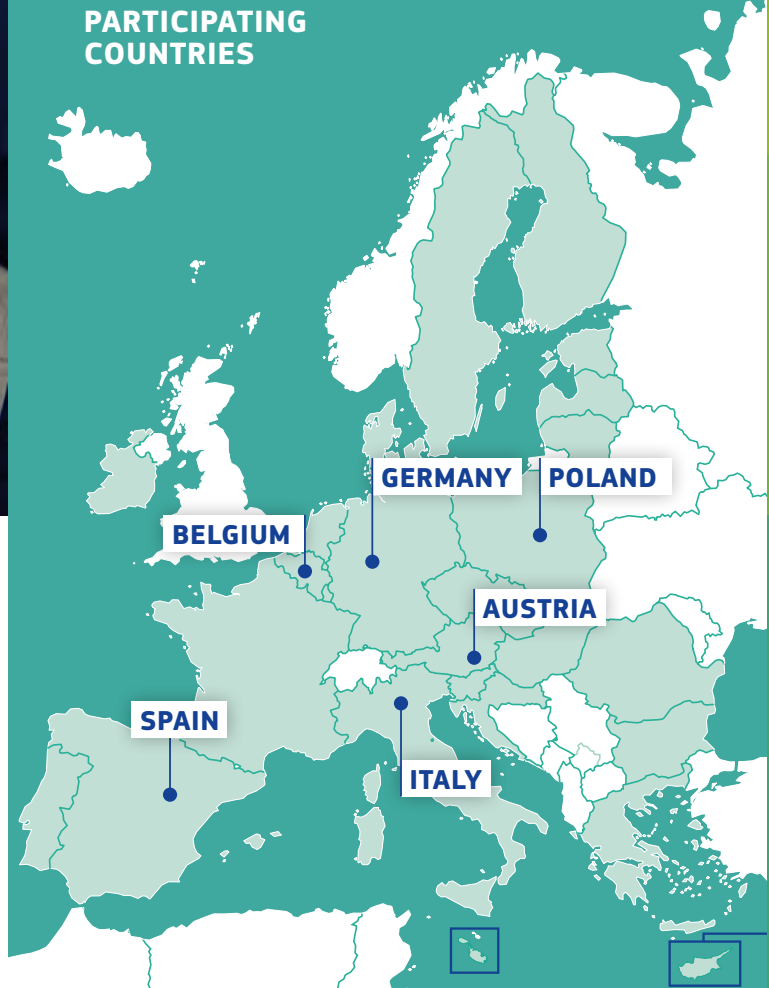 PARTICIPATING
COUNTRIES
GERMANY
POLAND
BELGIUM
AUSTRIA
SPAIN
ITALY